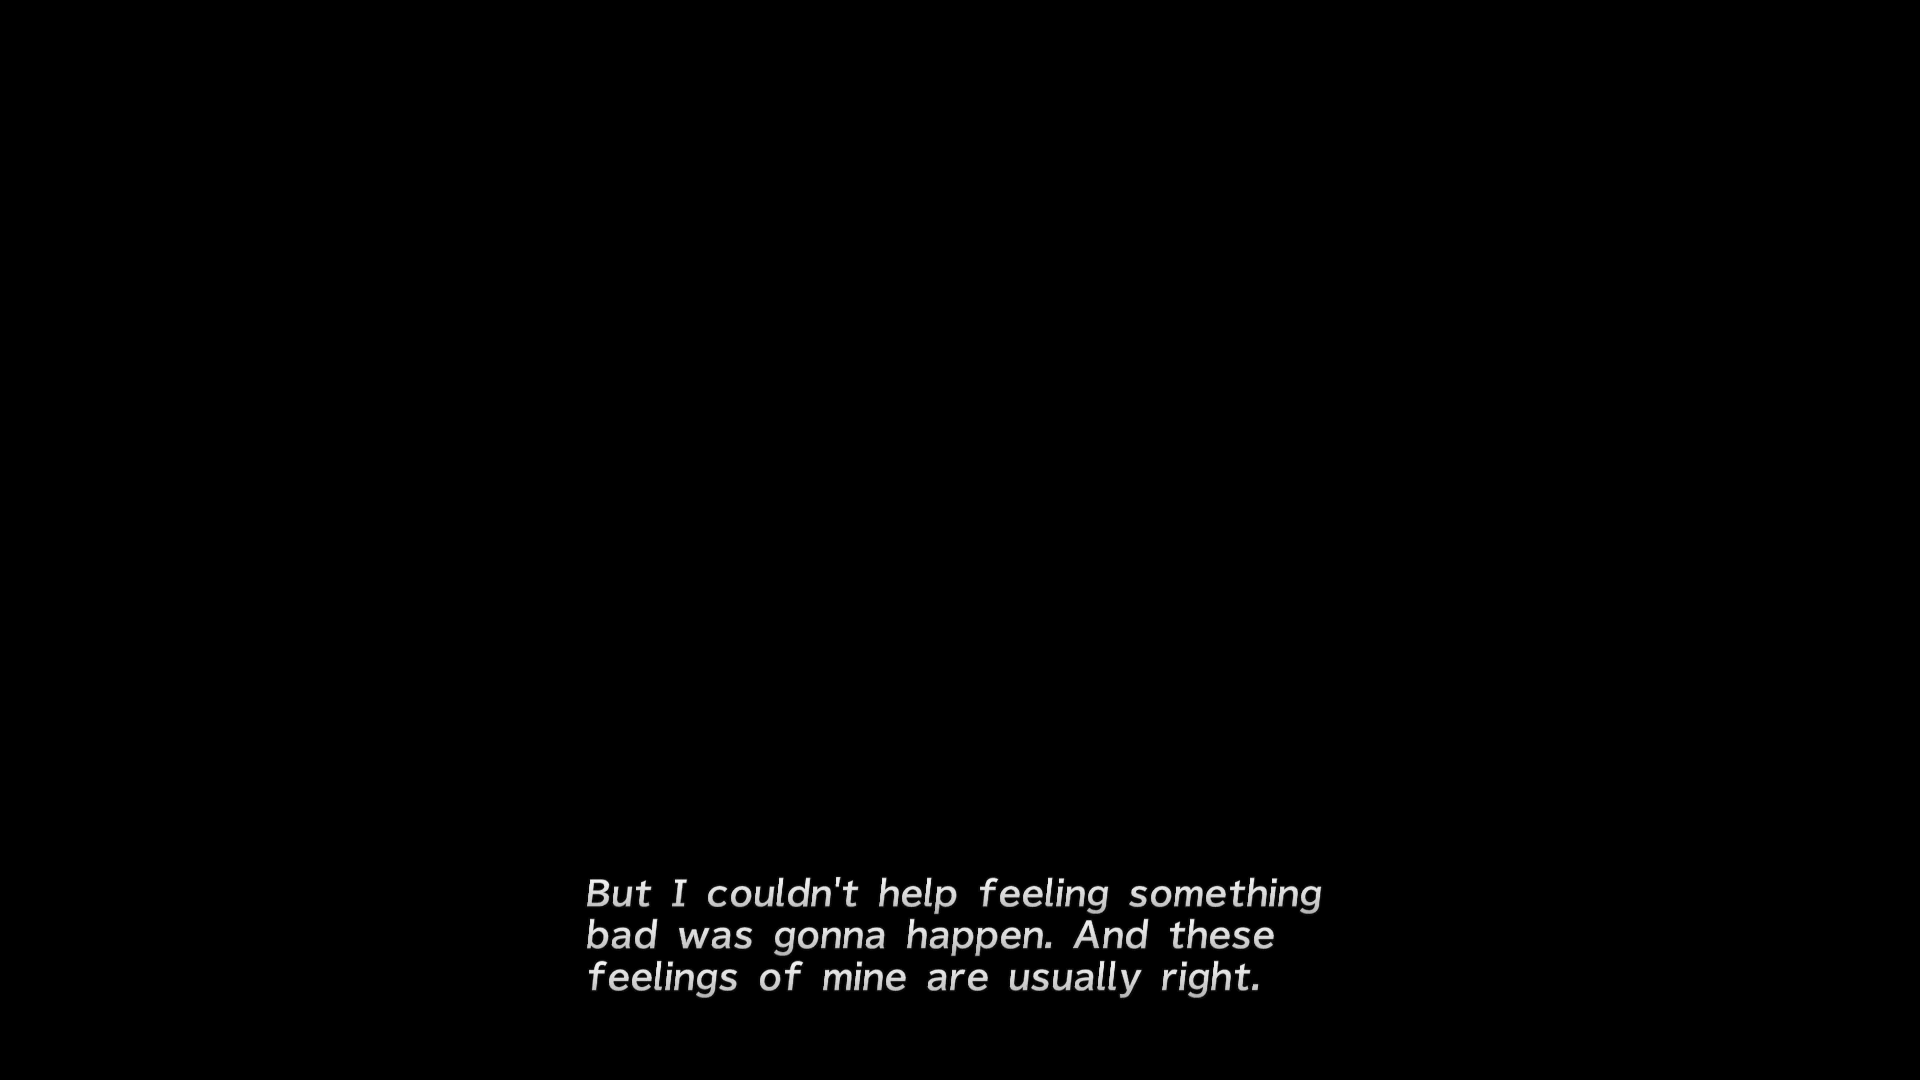 But I couldn't help feeling something
bad was gonna happen. And these
feelings of mine are usually right.